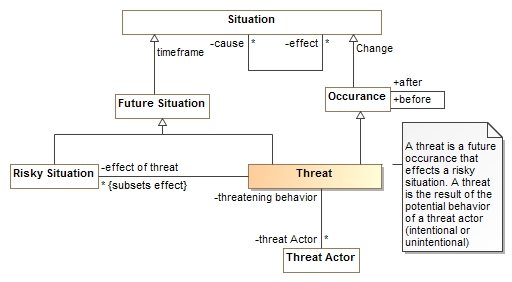 Situation
timeframe
-cause
*
-effect
*
Change
Future Situation
Occurance
+after
+before
Risky Situation
-effect of threat
* {subsets effect}
Threat
-threatening behavior
-threat Actor
*
Threat Actor
A threat is a future
occurance that
effects a risky
situation. A threat
is the result of the
potential behavior
of a threat actor
(intentional or
unintentional)